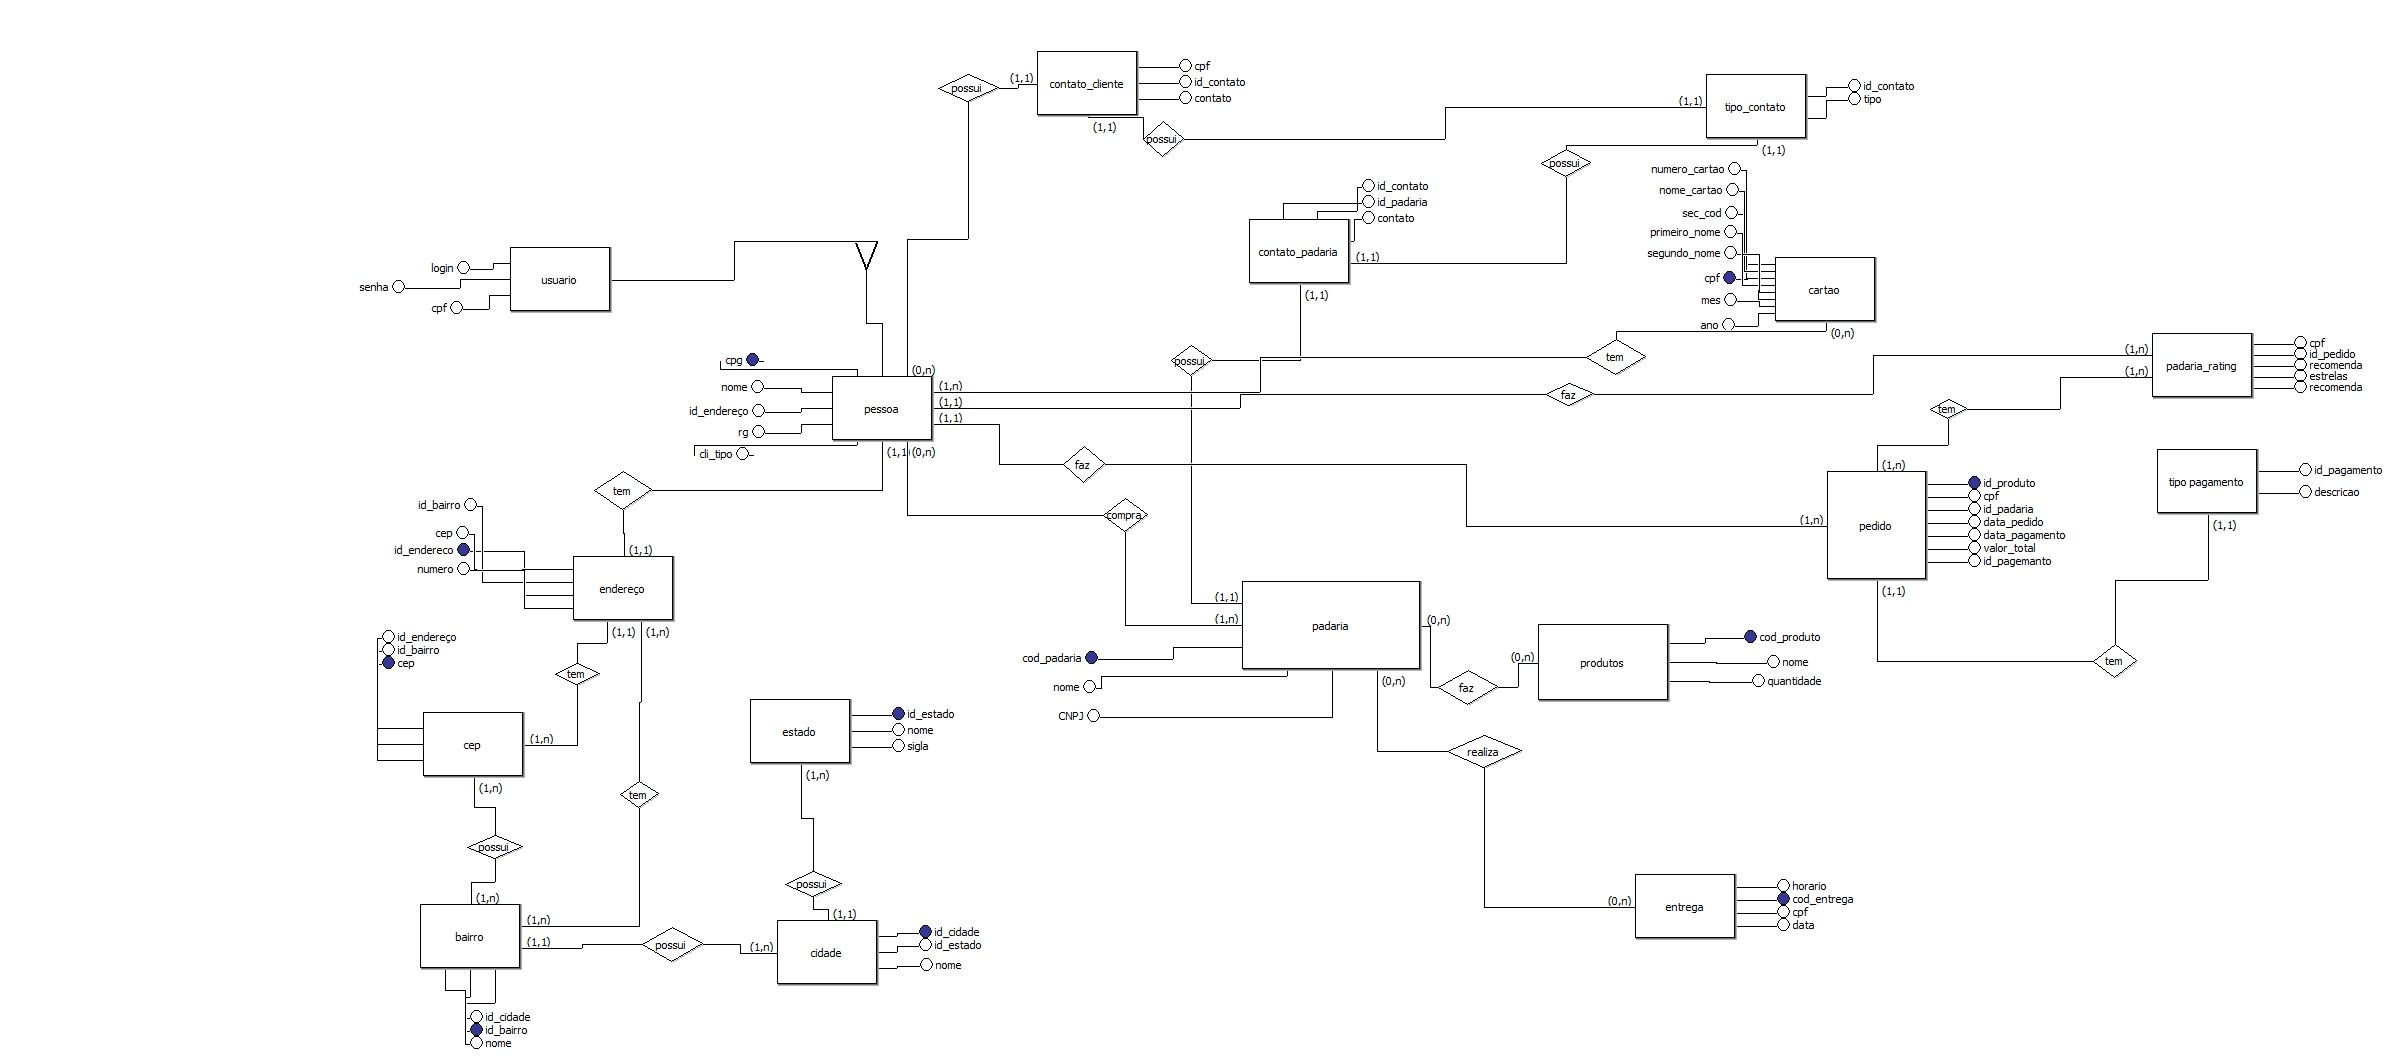 possui
(1,1)
contato_cliente
cpf
id_contato
contato
(1,1)
possui
(1,1)
tipo_contato
id_contato
tipo
(1,1)
possui
id_contato
id_padaria
contato
contato_padaria
(1,1)
(1,1)
numero_cartao
nome_cartao
sec_cod
primeiro_nome
segundo_nome
cpf
mes
ano
cartao
(0,n)
login
senha
cpf
usuario
cpg
nome
id_endereço
rg
cli_tipo
pessoa
(0,n)
(1,n)
(1,1)
(1,1)
(1,1)
(0,n)
possui
tem
faz
(1,n)
(1,n)
padaria_rating
cpf
id_pedido
recomenda
estrelas
recomenda
tem
faz
(1,n)
(1,n)
pedido
id_produto
cpf
id_padaria
data_pedido
data_pagamento
valor_total
id_pagemanto
(1,1)
tipo pagamento
id_pagamento
descricao
(1,1)
tem
tem
id_bairro
cep
id_endereco
numero
(1,1)
endereço
(1,1)
(1,n)
compra
(1,1)
(1,n)
padaria
(0,n)
(0,n)
cod_padaria
nome
CNPJ
faz
(0,n)
produtos
cod_produto
nome
quantidade
id_endereço
id_bairro
cep
cep
(1,n)
(1,n)
tem
tem
estado
id_estado
nome
sigla
(1,n)
realiza
possui
possui
(1,n)
bairro
(1,n)
(1,1)
possui
(1,n)
(1,1)
cidade
id_cidade
id_estado
nome
(0,n)
entrega
horario
cod_entrega
cpf
data
id_cidade
id_bairro
nome